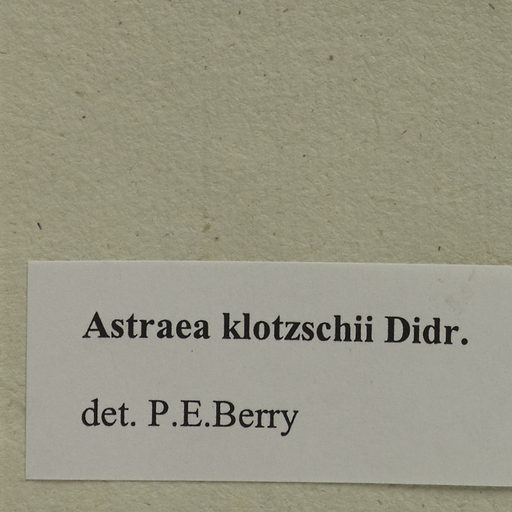 Astraea klotzschii Didr.
det. P.E.Berry